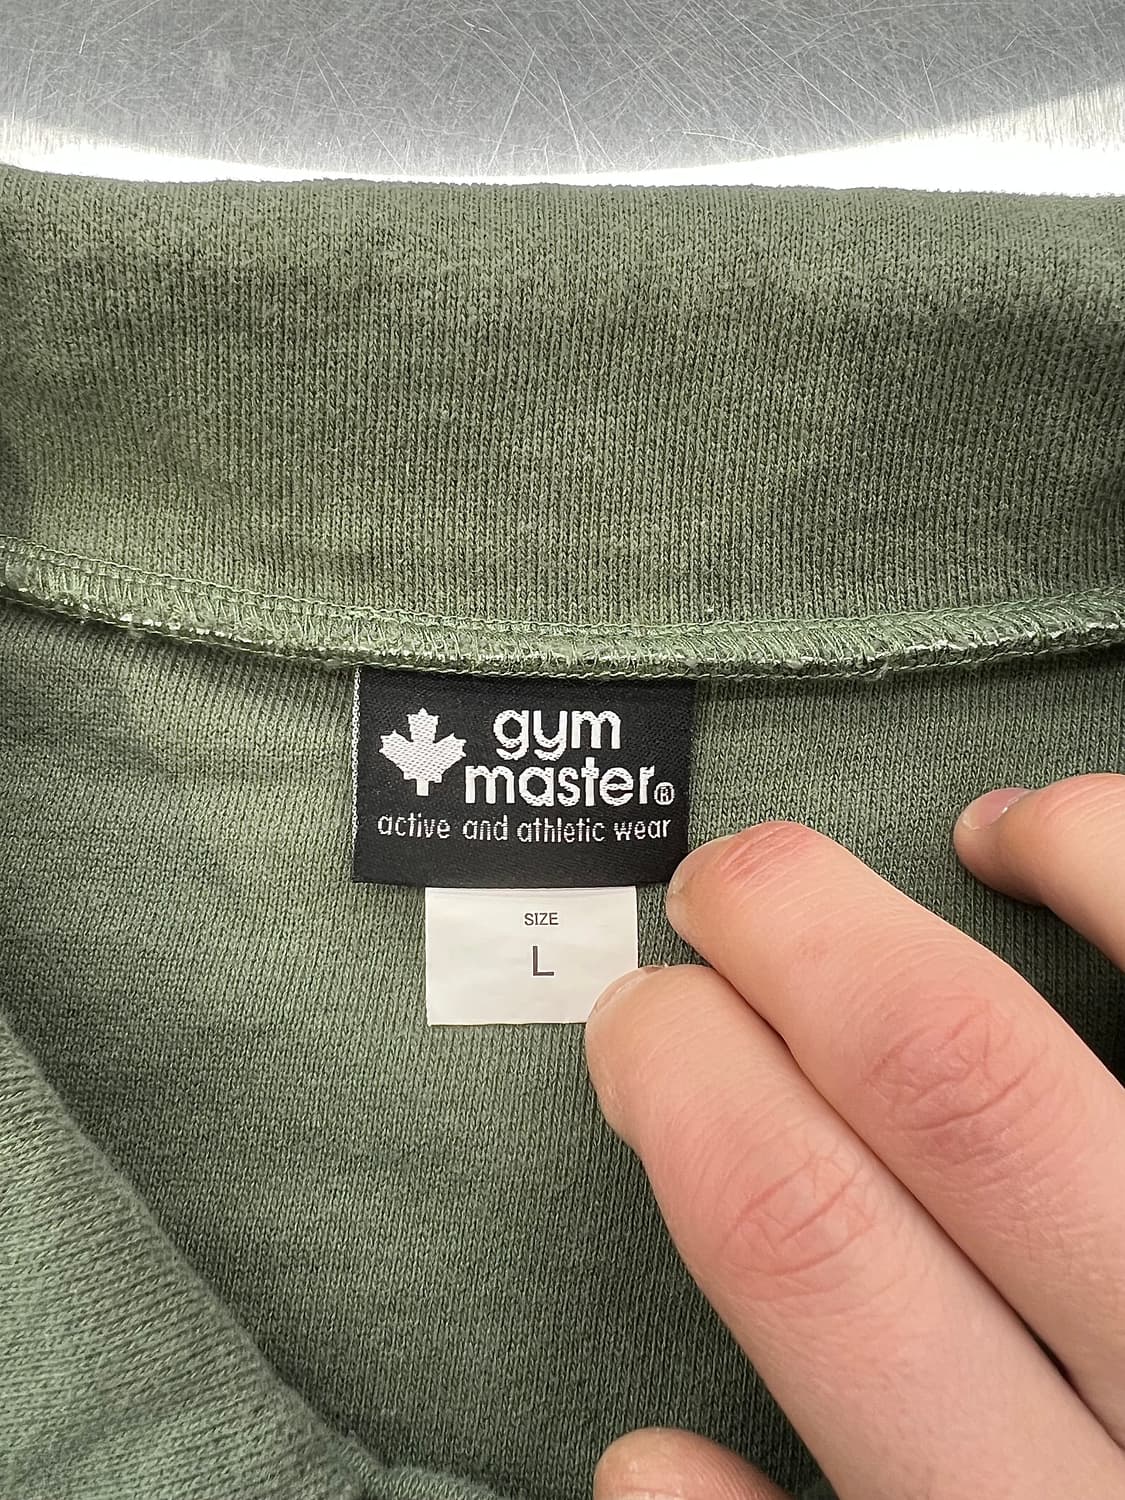 gym
master®
active and athletic wear
SIZE
L